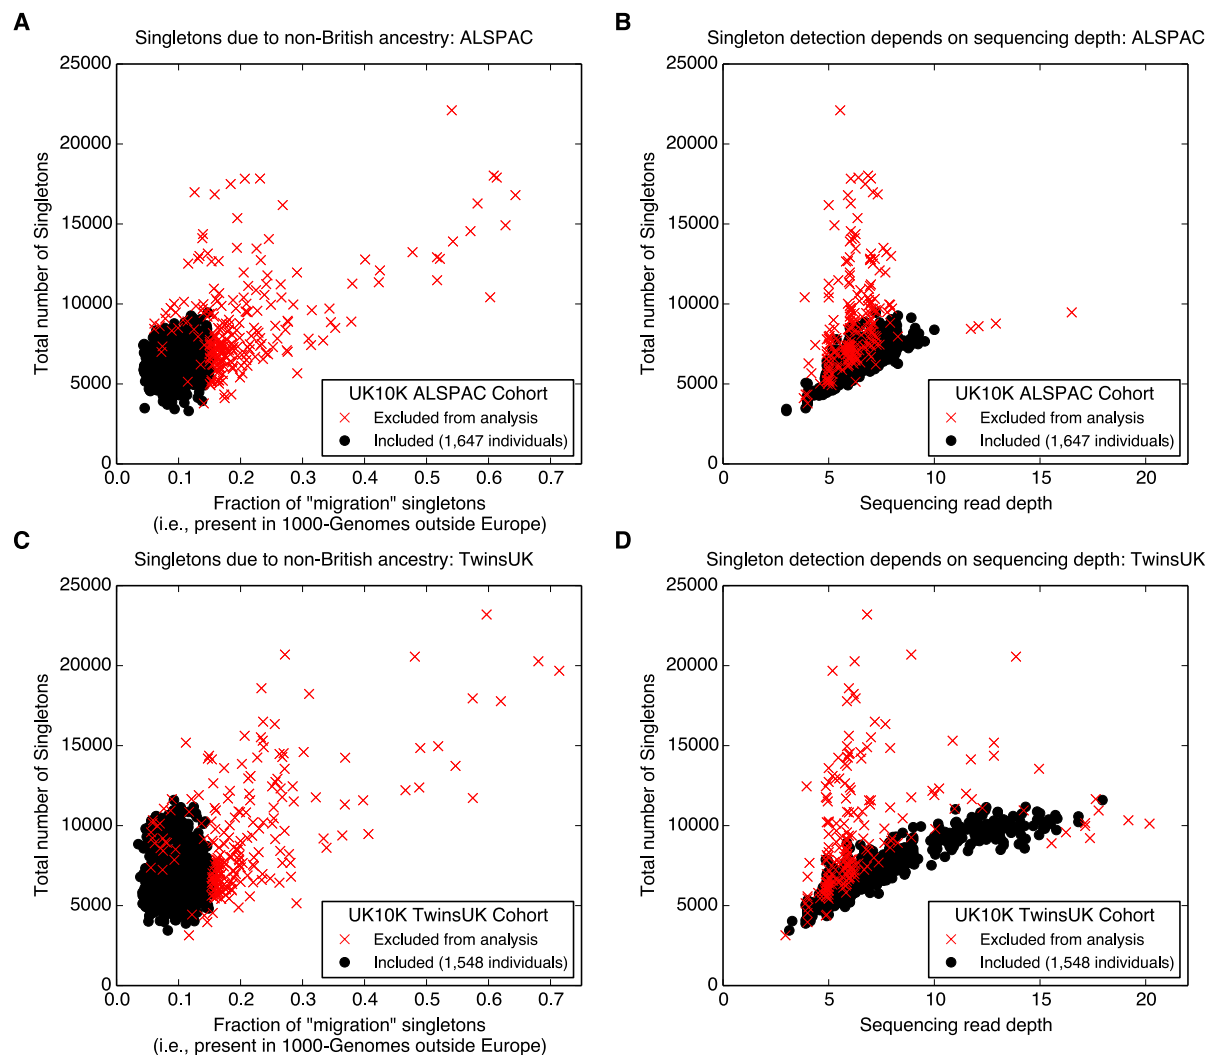 A
Singletons due to non-British ancestry: ALSPAC
25000
20000
15000
10000
5000
0
Total number of Singletons
0.0 0.1 0.2 0.3 0.4 0.5 0.6 0.7
Fraction of "migration" singletons
(i.e., present in 1000-Genomes outside Europe)
UK10K ALSPAC Cohort
Excluded from analysis
Included (1,647 individuals)
B
Singleton detection depends on sequencing depth: ALSPAC
25000
20000
15000
10000
5000
0
Total number of Singletons
0 5 10 15 20
Sequencing read depth
UK10K ALSPAC Cohort
Excluded from analysis
Included (1,647 individuals)
C
Singletons due to non-British ancestry: TwinsUK
25000
20000
15000
10000
5000
0
Total number of Singletons
0.0 0.1 0.2 0.3 0.4 0.5 0.6 0.7
Fraction of "migration" singletons
(i.e., present in 1000-Genomes outside Europe)
UK10K TwinsUK Cohort
Excluded from analysis
Included (1,548 individuals)
D
Singleton detection depends on sequencing depth: TwinsUK
25000
20000
15000
10000
5000
0
Total number of Singletons
0 5 10 15 20
Sequencing read depth
UK10K TwinsUK Cohort
Excluded from analysis
Included (1,548 individuals)